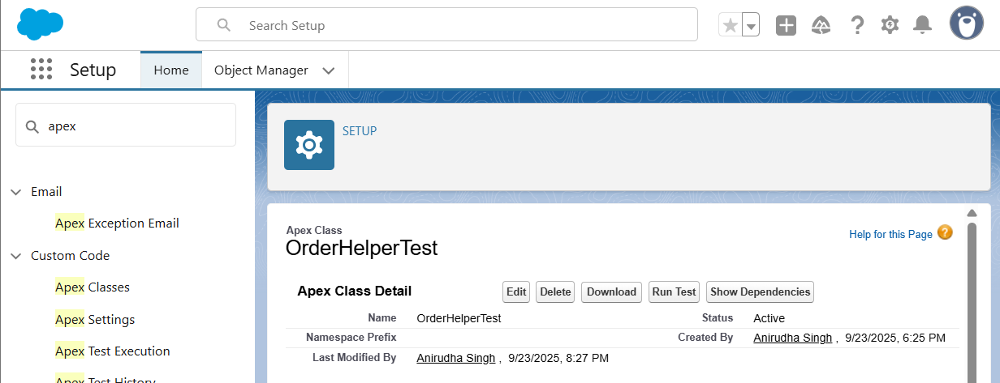 Search Setup
Setup
Home
Object Manager
apex
SETUP
Email
Apex Exception Email
Custom Code
Apex Classes
Apex Settings
Apex Test Execution
Apex Test History
Apex Class
OrderHelperTest
Help for this Page ?
Apex Class Detail
Edit Delete Download Run Test Show Dependencies
Name OrderHelperTest Status Active
Namespace Prefix Created By Anirudha Singh , 9/23/2025, 6:25 PM
Last Modified By Anirudha Singh , 9/23/2025, 8:27 PM